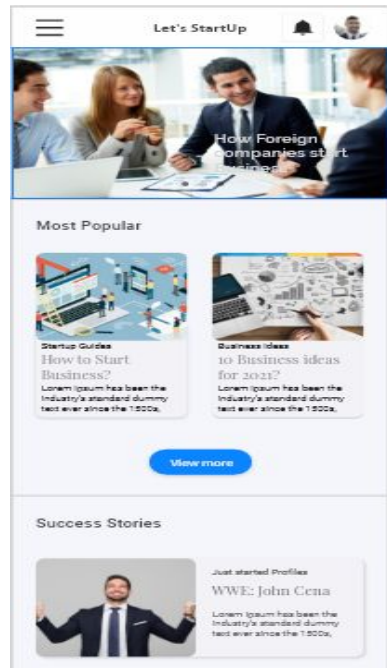 Let's StartUp
How Foreign
companies start
business
Most Popular
Startup Guides
How to Start
Business?
Lorem Ipsum has been the
industry's standard dummy
text ever since the 1500s,
Business Ideas
10 Business ideas
for 2021?
Lorem Ipsum has been the
industry's standard dummy
text ever since the 1500s,
View more
Success Stories
Just started Profiles
WWE: John Cena
Lorem Ipsum has been the
industry's standard dummy
text ever since the 1500s,